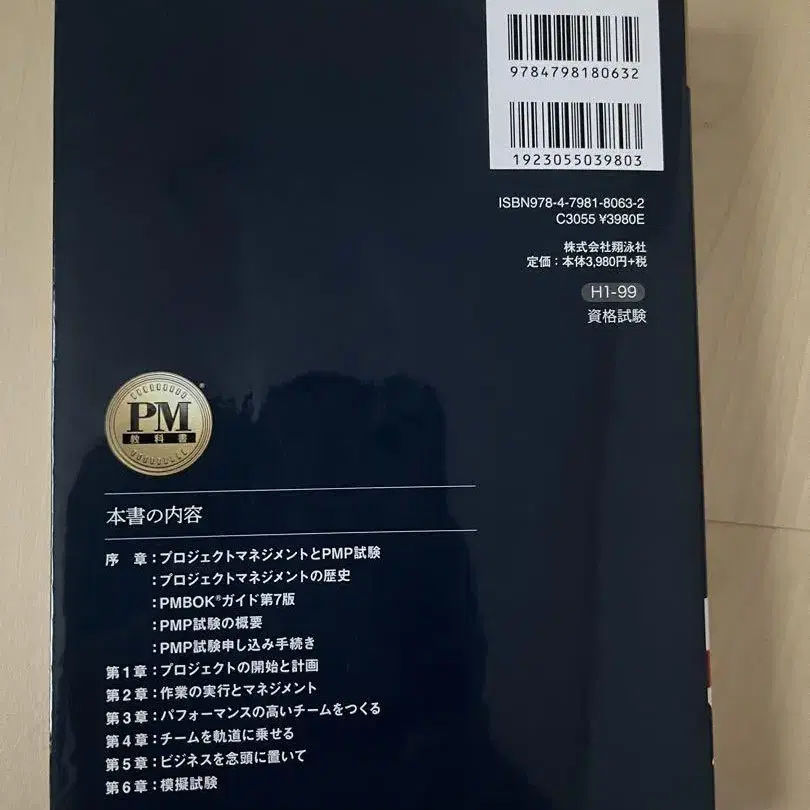 9784798180632
1923055039803
ISBN978-4-7981-8063-2
C3055 ¥3980E
株式会社翔泳社
定価：本体3,980円+税
H1-99
資格試験
PM
教科書
本書の内容
序　章：プロジェクトマネジメントとPMP試験
：プロジェクトマネジメントの歴史
：PMBOK®ガイド第7版
：PMP試験の概要
：PMP試験申し込み手続き
第1章：プロジェクトの開始と計画
第2章：作業の実行とマネジメント
第3章：パフォーマンスの高いチームをつくる
第4章：チームを軌道に乗せる
第5章：ビジネスを念頭に置いて
第6章：模擬試験